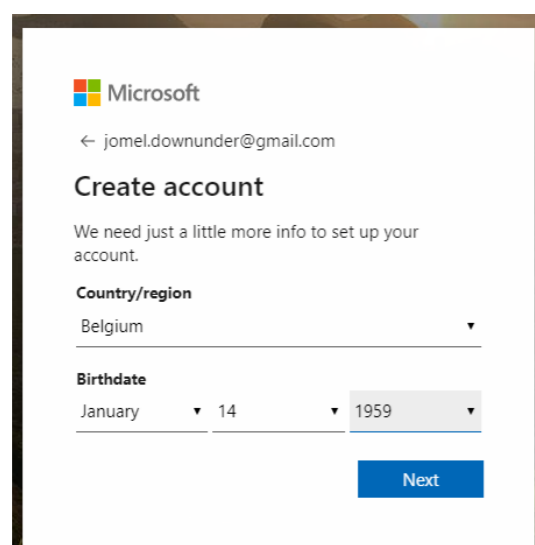 Microsoft
← jomel.downunder@gmail.com
Create account
We need just a little more info to set up your
account.
Country/region
Belgium
Birthdate
January 14 1959
Next